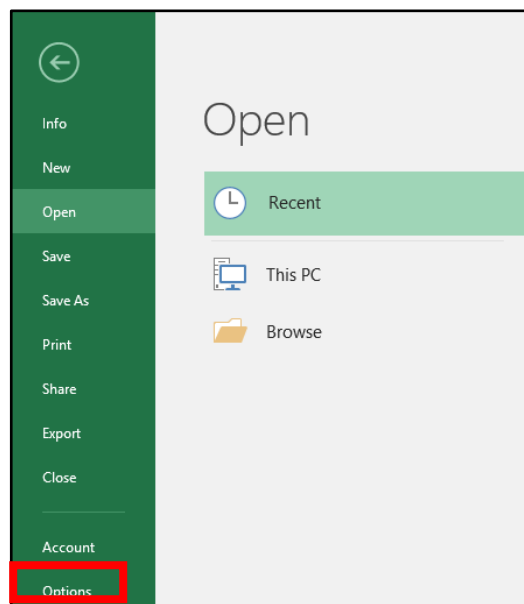 Info
New
Open
Save
Save As
Print
Share
Export
Close
Account
Options
Open
Recent
This PC
Browse